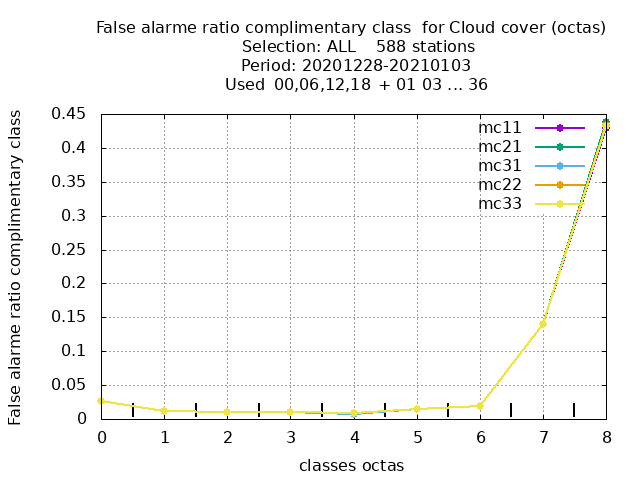 False alarme ratio complimentary class  for Cloud cover (octas)
Selection: ALL    588 stations
Period: 20201228-20210103
Used  00,06,12,18 + 01 03 ... 36
False alarme ratio complimentary class
0.45
0.4
0.35
0.3
0.25
0.2
0.15
0.1
0.05
0
mc11
mc21
mc31
mc22
mc33
0 1 2 3 4 5 6 7 8
classes octas